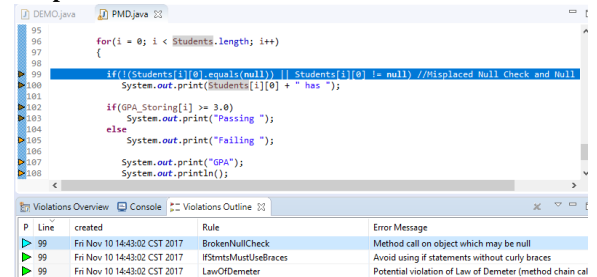 DEMO.java PMD.java
95
96 for(i = 0; i < Students.length; i++)
97 {
98
99 if(!(Students[i][0].equals(null)) || Students[i][0] != null) //Misplaced Null Check and Null
100 System.out.print(Students[i][0] + " has ");
101
102 if(GPA_Storing[i] >= 3.0)
103 System.out.print("Passing ");
104 else
105 System.out.print("Failing ");
106
107 System.out.print("GPA");
108 System.out.println();
Violations Overview Console Violations Outline
P Line created Rule Error Message
99 Fri Nov 10 14:43:02 CST 2017 BrokenNullCheck Method call on object which may be null
99 Fri Nov 10 14:43:02 CST 2017 IfStmtsMustUseBraces Avoid using if statements without curly braces
99 Fri Nov 10 14:43:02 CST 2017 LawOfDemeter Potential violation of Law of Demeter (method chain cal